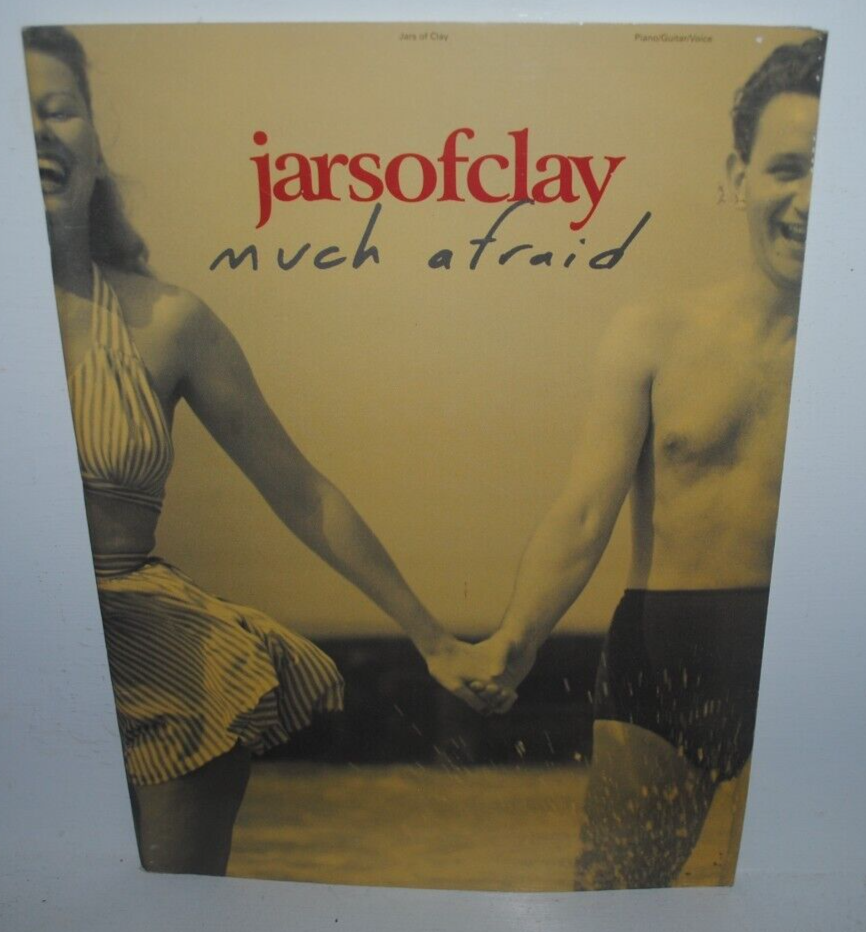 Jars of Clay Piano/Guitar/Voice
jarsofclay
much afraid